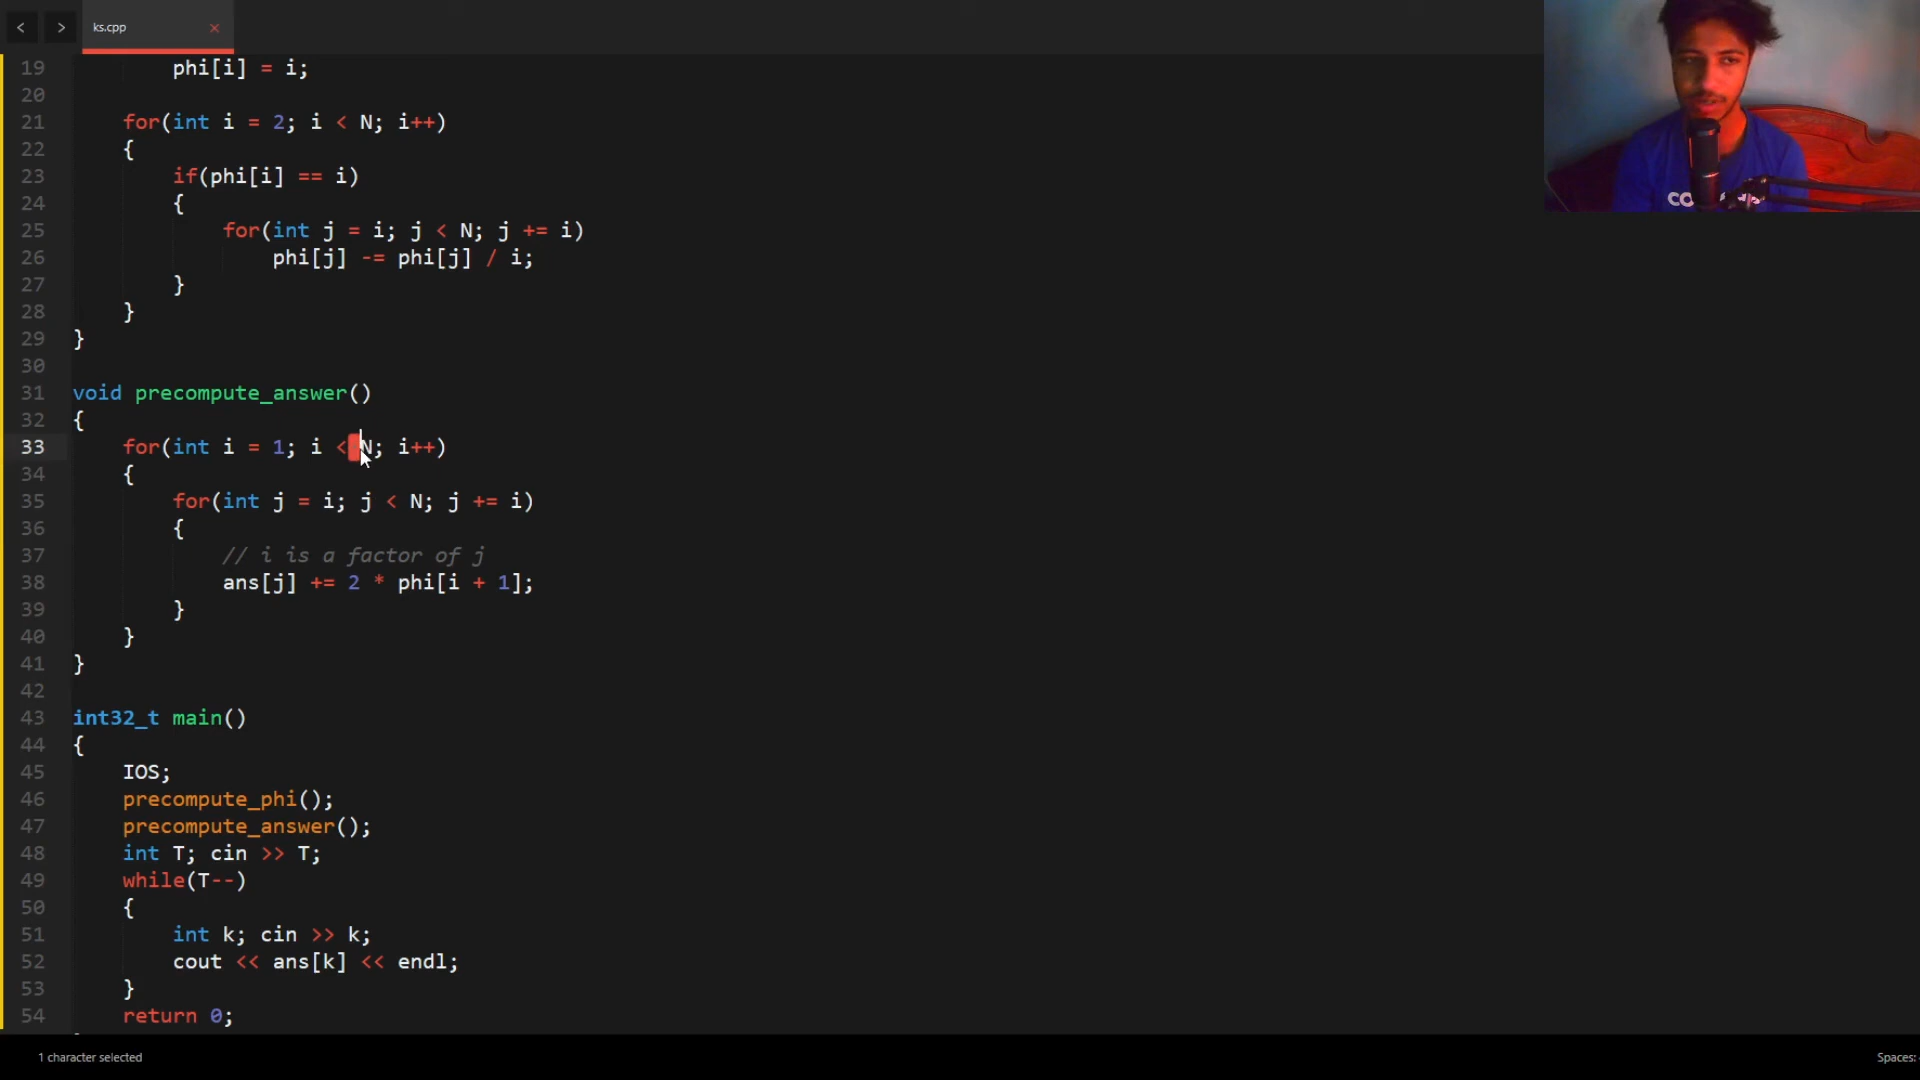 ks.cpp
19 phi[i] = i;
20
21 for(int i = 2; i < N; i++)
22 {
23 if(phi[i] == i)
24 {
25 for(int j = i; j < N; j += i)
26 phi[j] -= phi[j] / i;
27 }
28 }
29 }
30
31 void precompute_answer()
32 {
33 for(int i = 1; i < N; i++)
34 {
35 for(int j = i; j < N; j += i)
36 {
37 // i is a factor of j
38 ans[j] += 2 * phi[i + 1];
39 }
40 }
41 }
42
43 int32_t main()
44 {
45 IOS;
46 precompute_phi();
47 precompute_answer();
48 int T; cin >> T;
49 while(T--)
50 {
51 int k; cin >> k;
52 cout << ans[k] << endl;
53 }
54 return 0;
1 character selected
Spaces: